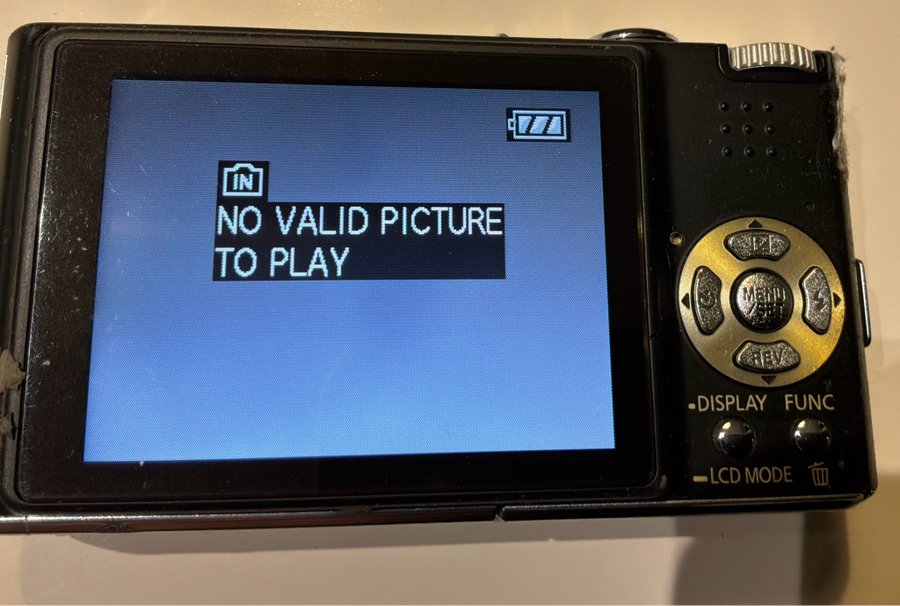 IN
NO VALID PICTURE
TO PLAY
MENU
/SET
REV
DISPLAY FUNC
LCD MODE